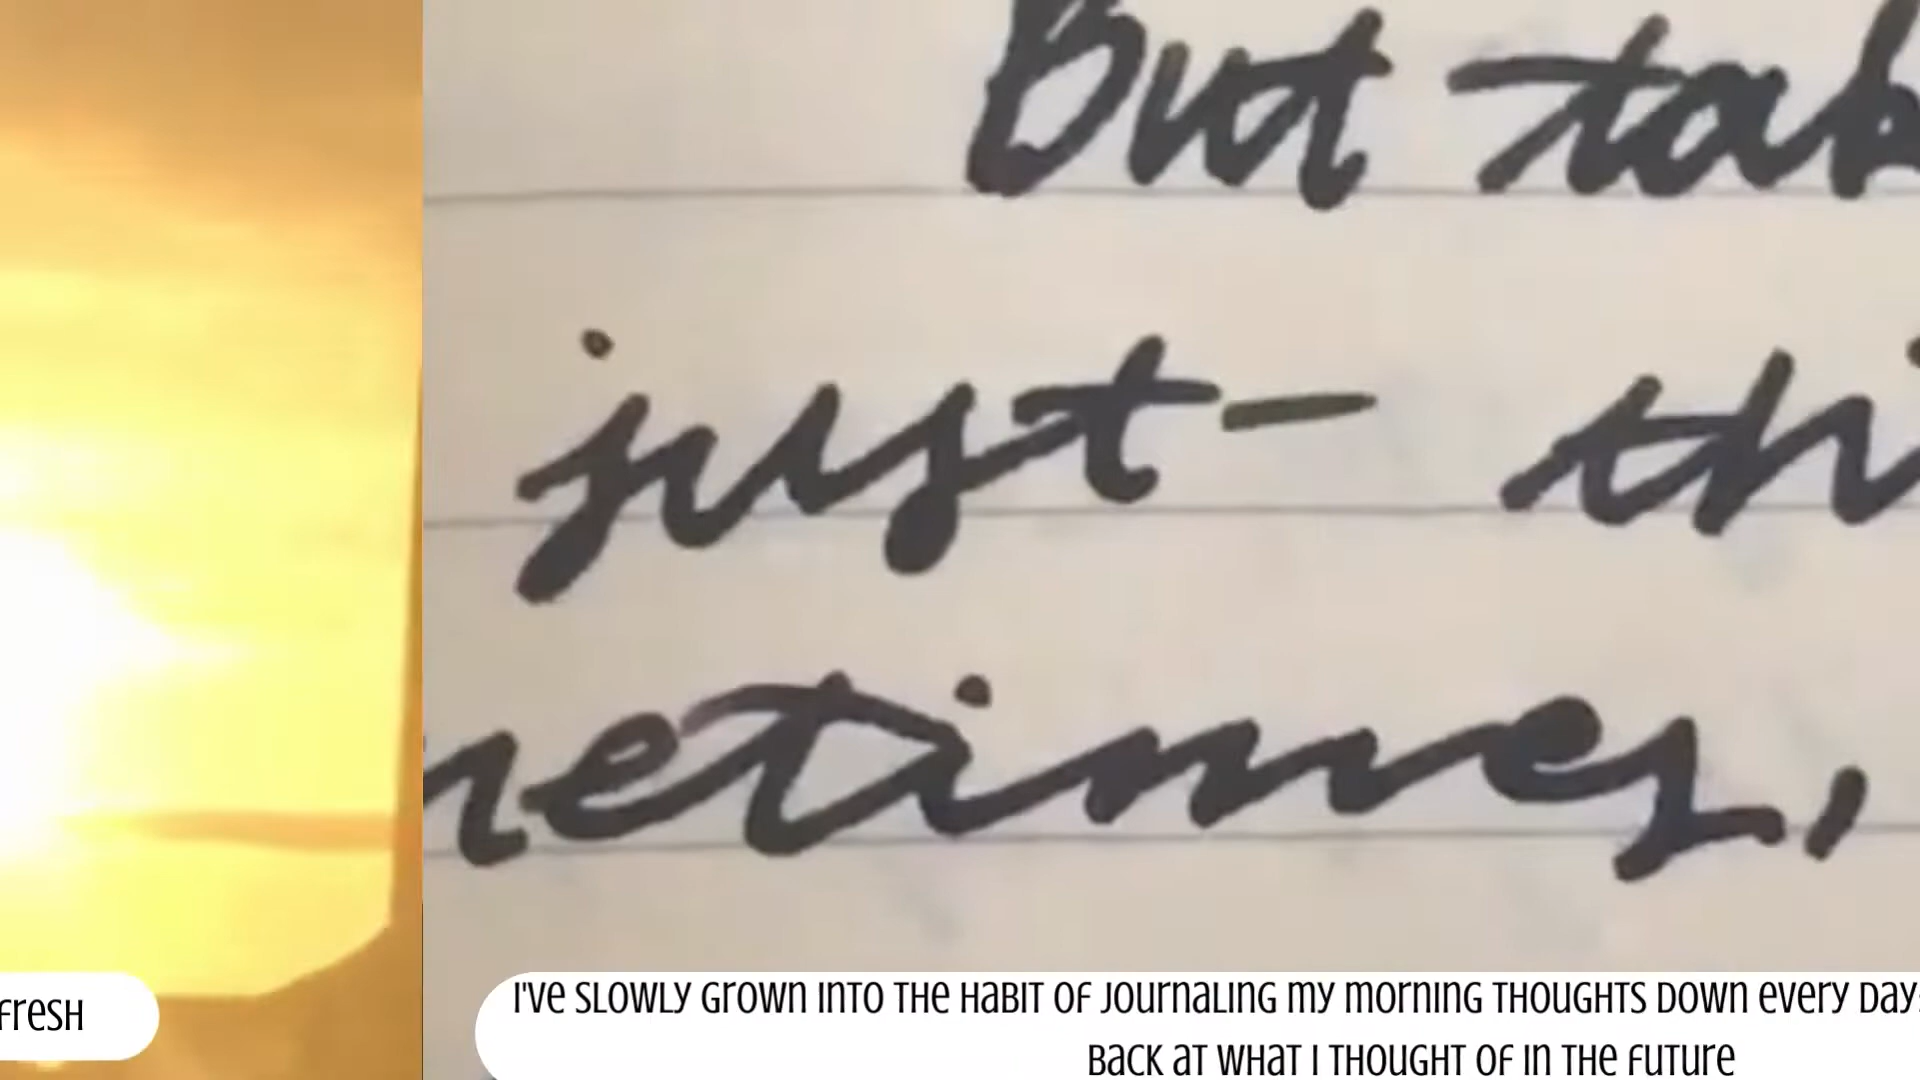 But
just- 
fresh
I've slowly grown into the habit of journaling my morning thoughts down every day
back at what I thought of in the future